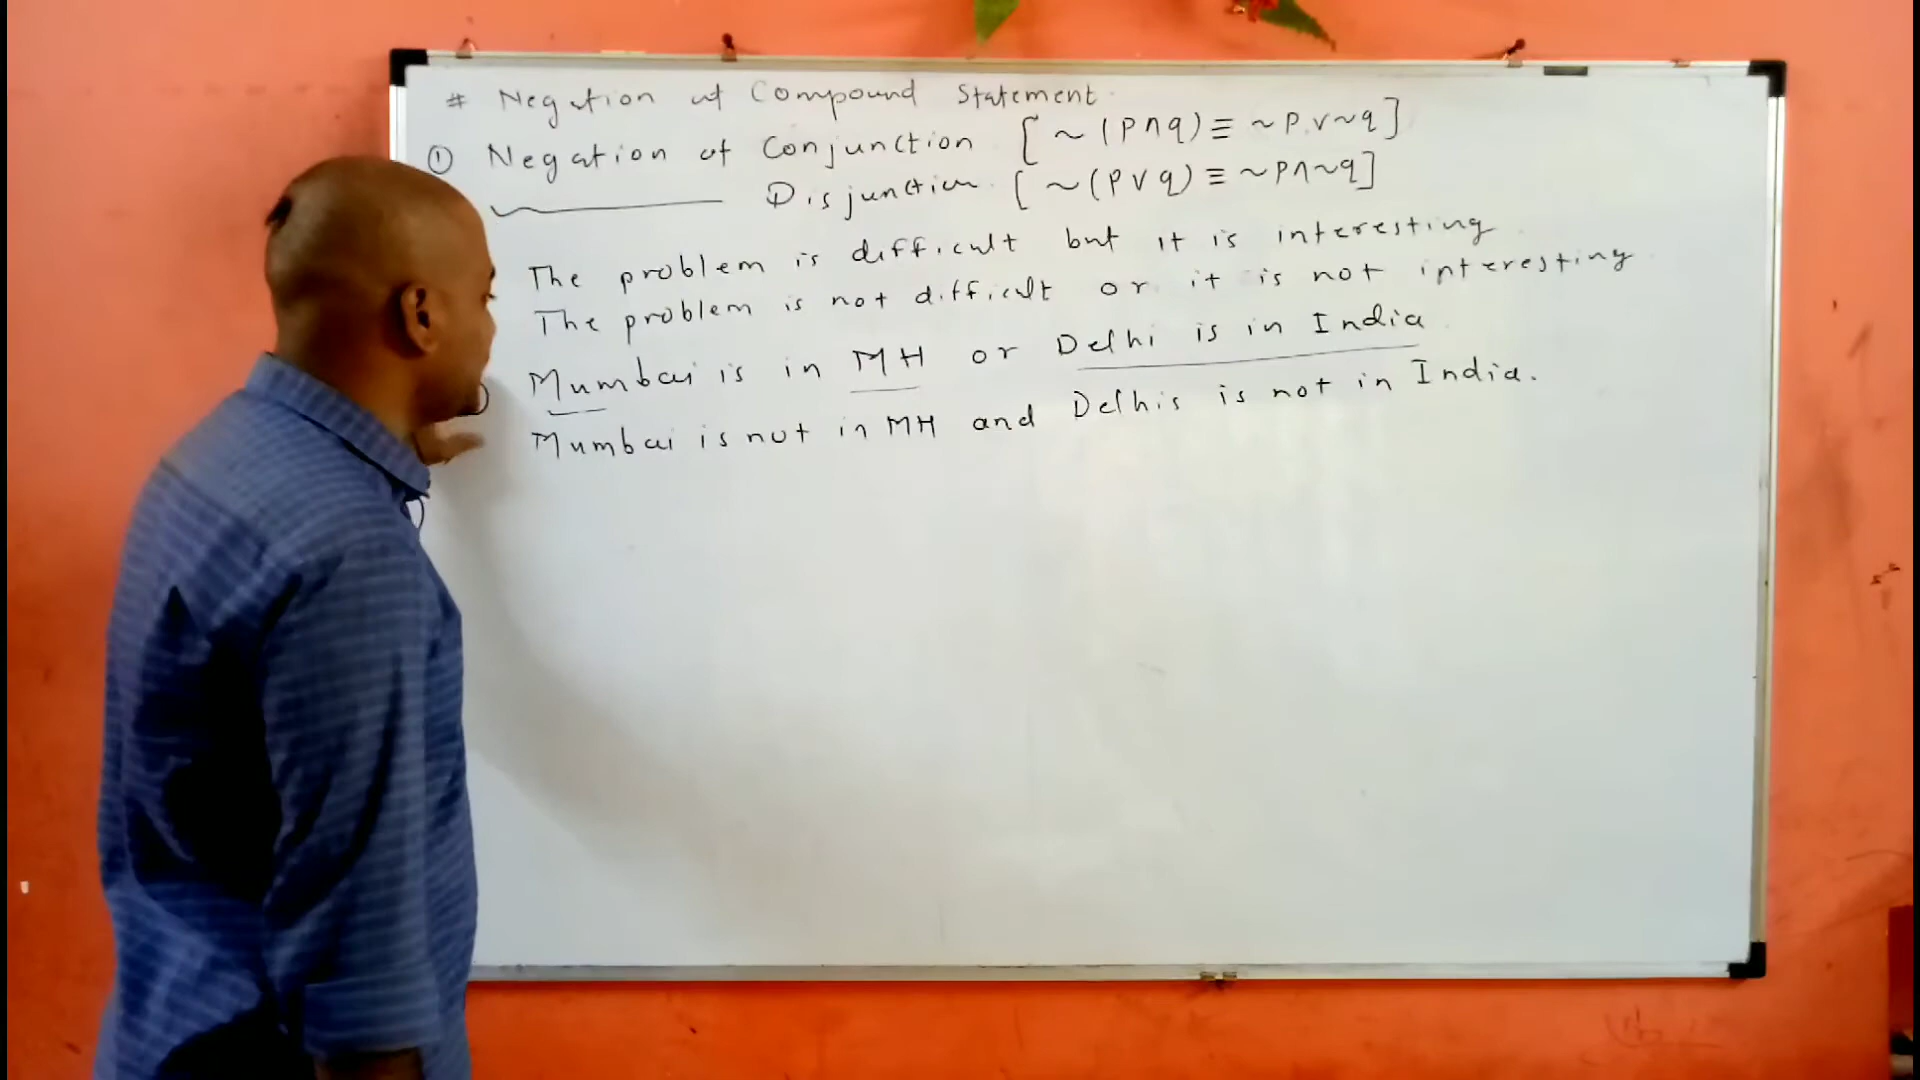 # Negation of Compound Statement.
① Negation of Conjunction [ ~ (p∧q) ≡ ~p ∨ ~q ]
Disjunction [ ~ (p∨q) ≡ ~p∧~q ]
The problem is difficult but it is interesting
The problem is not difficult or it is not interesting
Mumbai is in MH or Delhi is in India
Mumbai is not in MH and Delhis is not in India.